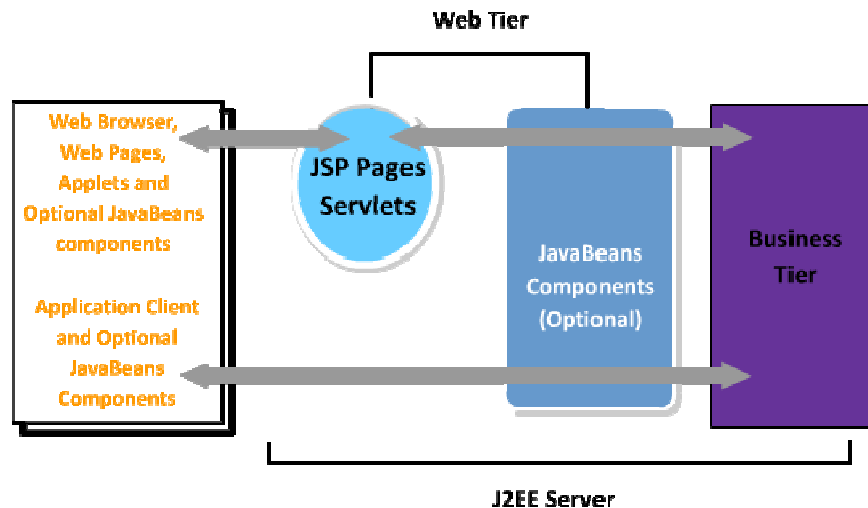 Web Tier
Web Browser,
Web Pages,
Applets and
Optional JavaBeans
components
Application Client
and Optional
JavaBeans
Components
JSP Pages
Servlets
JavaBeans
Components
(Optional)
Business
Tier
J2EE Server